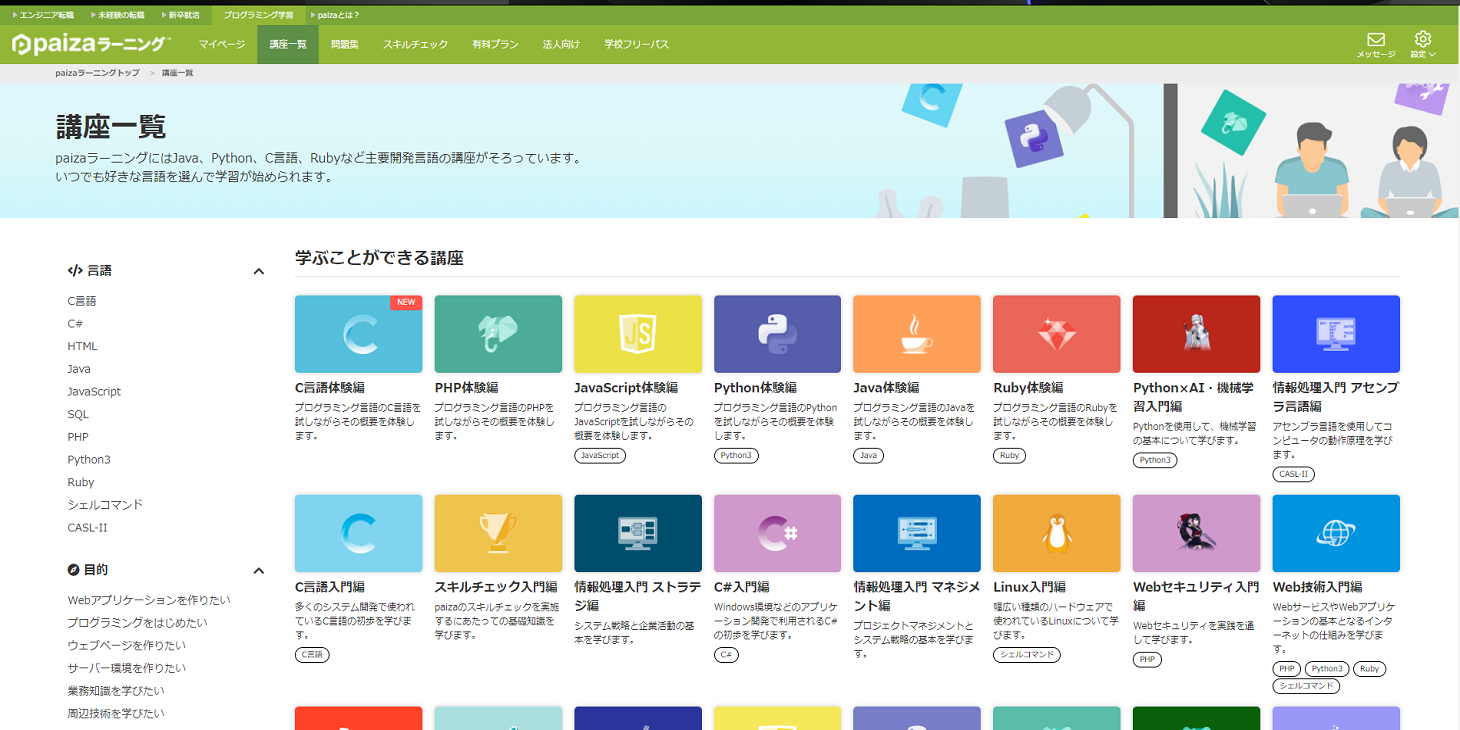 エンジニア転職
未経験の転職
新卒就活
プログラミング学習
paizaとは？
paizaラーニング™
マイページ
講座一覧
問題集
スキルチェック
有料プラン
法人向け
学校フリーパス
メッセージ
設定
paizaラーニングトップ > 講座一覧
講座一覧
paizaラーニングにはJava、Python、C言語、Rubyなど主要開発言語の講座がそろっています。
いつでも好きな言語を選んで学習が始められます。
</> 言語
C言語
C#
HTML
Java
JavaScript
SQL
PHP
Python3
Ruby
シェルコマンド
CASL-II
目的
Webアプリケーションを作りたい
プログラミングをはじめたい
ウェブページを作りたい
サーバー環境を作りたい
業務知識を学びたい
周辺技術を学びたい
学ぶことができる講座
NEW
C言語体験編
プログラミング言語のC言語を
試しながらその概要を体験し
ます。
PHP体験編
プログラミング言語のPHPを
試しながらその概要を体験し
ます。
JS
JavaScript体験編
プログラミング言語の
JavaScriptを試しながらその
概要を体験します。
JavaScript
Python体験編
プログラミング言語のPython
を試しながらその概要を体験
します。
Python3
Java体験編
プログラミング言語のJavaを
試しながらその概要を体験し
ます。
Java
Ruby体験編
プログラミング言語のRubyを
試しながらその概要を体験し
ます。
Ruby
Python×AI・機械学
習入門編
Pythonを使用して、機械学習
の基本について学びます。
Python3
情報処理入門 アセンブ
ラ言語編
アセンブラ言語を使用してコ
ンピュータの動作原理を学び
ます。
CASL-II
C言語入門編
多くのシステム開発で使われ
ているC言語の初歩を学びま
す。
C言語
スキルチェック入門編
paizaのスキルチェックを実施
するにあたっての基礎知識を
学びます。
情報処理入門 ストラテ
ジ編
システム戦略と企業活動の基
本を学びます。
C#
C#入門編
Windows環境などのアプリケ
ーション開発で利用されるC#
の初歩を学びます。
C#
情報処理入門 マネジメ
ント編
プロジェクトマネジメントと
システム戦略の基本を学びま
す。
Linux入門編
幅広い種類のハードウェアで
使われているLinuxについて学
びます。
シェルコマンド
Webセキュリティ入門
編
Webセキュリティを実践を通
して学びます。
PHP
Web技術入門編
WebサービスやWebアプリケ
ーションの基本となるインタ
ーネットの仕組みを学びま
す。
PHP
Python3
Ruby
シェルコマンド